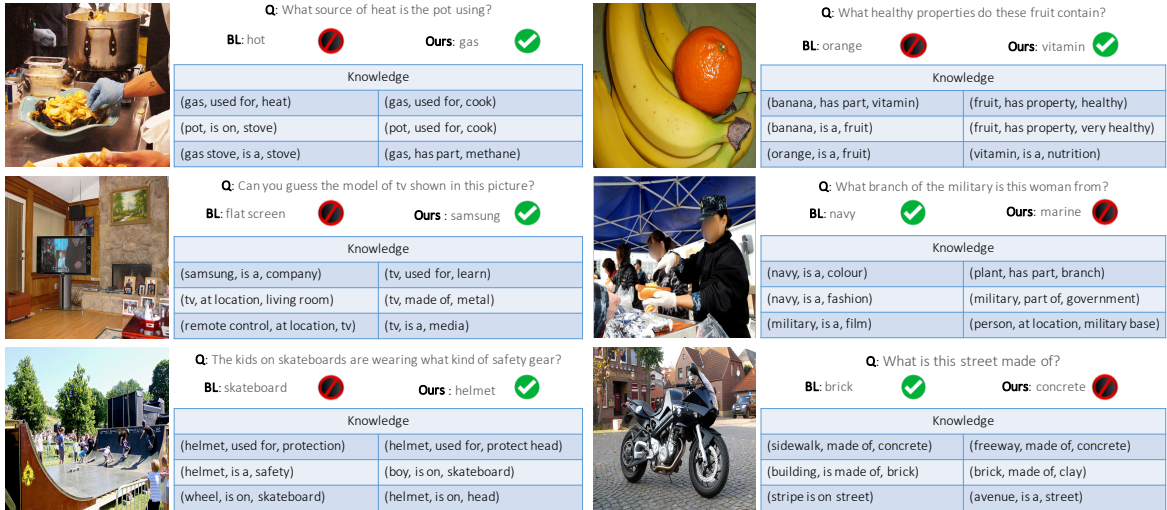 Q: What source of heat is the pot using?
BL: hot Ours: gas
Knowledge
(gas, used for, heat) (gas, used for, cook)
(pot, is on, stove) (pot, used for, cook)
(gas stove, is a, stove) (gas, has part, methane)
Q: What healthy properties do these fruit contain?
BL: orange Ours: vitamin
Knowledge
(banana, has part, vitamin) (fruit, has property, healthy)
(banana, is a, fruit) (fruit, has property, very healthy)
(orange, is a, fruit) (vitamin, is a, nutrition)
Q: Can you guess the model of tv shown in this picture?
BL: flat screen Ours : samsung
Knowledge
(samsung, is a, company) (tv, used for, learn)
(tv, at location, living room) (tv, made of, metal)
(remote control, at location, tv) (tv, is a, media)
Q: What branch of the military is this woman from?
BL: navy Ours: marine
Knowledge
(navy, is a, colour) (plant, has part, branch)
(navy, is a, fashion) (military, part of, government)
(military, is a, film) (person, at location, military base)
Q: The kids on skateboards are wearing what kind of safety gear?
BL: skateboard Ours : helmet
Knowledge
(helmet, used for, protection) (helmet, used for, protect head)
(helmet, is a, safety) (boy, is on, skateboard)
(wheel, is on, skateboard) (helmet, is on, head)
Q: What is this street made of?
BL: brick Ours: concrete
Knowledge
(sidewalk, made of, concrete) (freeway, made of, concrete)
(building, is made of, brick) (brick, made of, clay)
(stripe is on street) (avenue, is a, street)